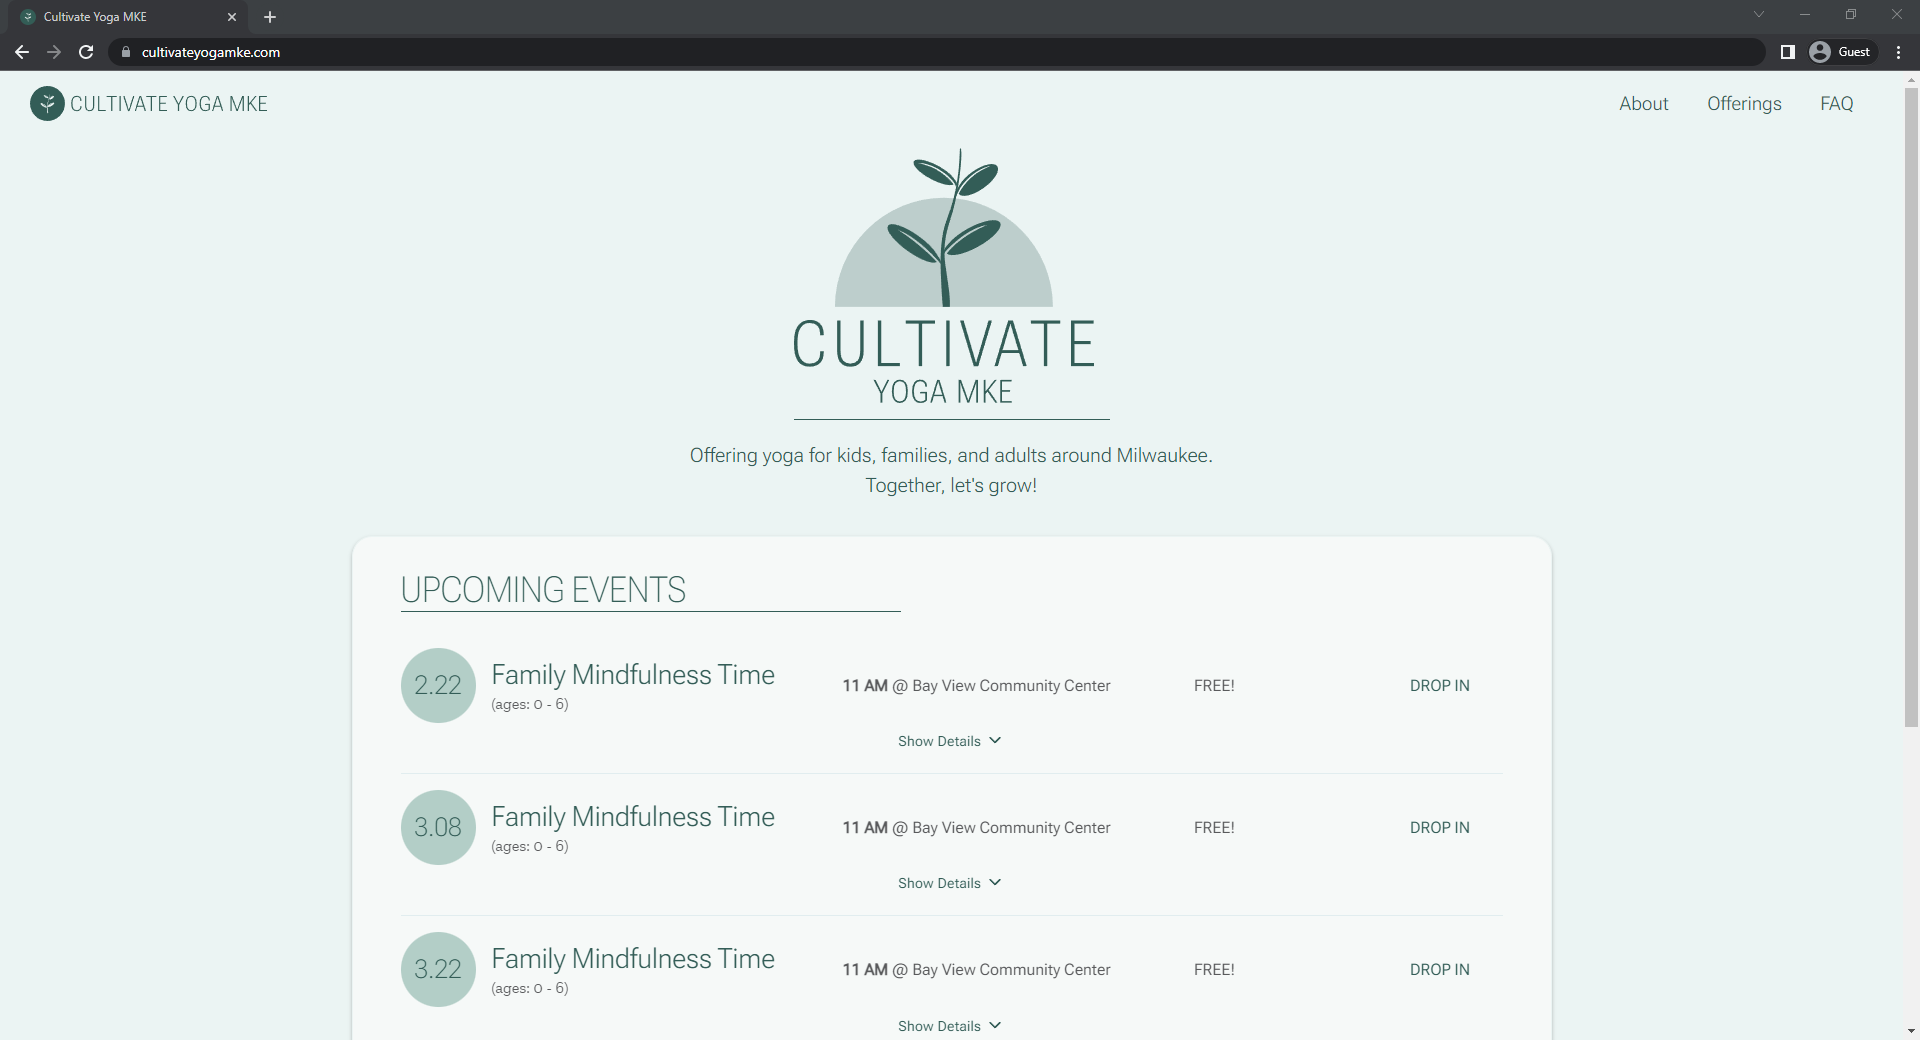 Cultivate Yoga MKE
cultivateyogamke.com
Guest
CULTIVATE YOGA MKE
About
Offerings
FAQ
CULTIVATE
YOGA MKE
Offering yoga for kids, families, and adults around Milwaukee.
Together, let's grow!
UPCOMING EVENTS
2.22
Family Mindfulness Time
(ages: 0 - 6)
11 AM @ Bay View Community Center
FREE!
DROP IN
Show Details
3.08
Family Mindfulness Time
(ages: 0 - 6)
11 AM @ Bay View Community Center
FREE!
DROP IN
Show Details
3.22
Family Mindfulness Time
(ages: 0 - 6)
11 AM @ Bay View Community Center
FREE!
DROP IN
Show Details